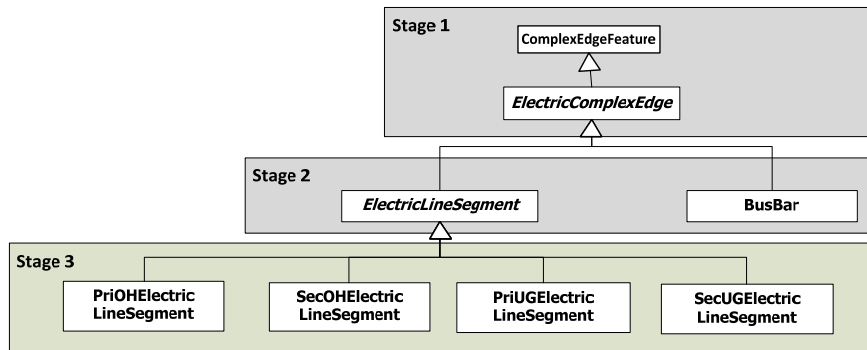 Stage 1
ComplexEdgeFeature
ElectricComplexEdge
Stage 2
ElectricLineSegment
BusBar
Stage 3
PriOHElectric
LineSegment
SecOHElectric
LineSegment
PriUGElectric
LineSegment
SecUGElectric
LineSegment